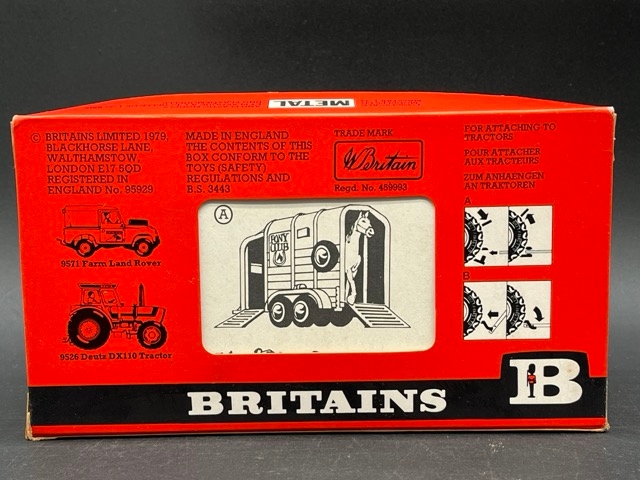 METAL
© BRITAINS LIMITED 1979,
BLACKHORSE LANE,
WALTHAMSTOW,
LONDON E17 5QD
REGISTERED IN
ENGLAND No. 95929
MADE IN ENGLAND
THE CONTENTS OF THIS
BOX CONFORM TO THE
TOYS (SAFETY)
REGULATIONS AND
B.S. 3443
TRADE MARK
W.Britain
Regd. No. 459993
FOR ATTACHING TO
TRACTORS
POUR ATTACHER
AUX TRACTEURS
ZUM ANHAENGEN
AN TRAKTOREN
A
B
9571 Farm Land Rover
9526 Deutz DX110 Tractor
A
PONY
CLUB
BRITAINS
B